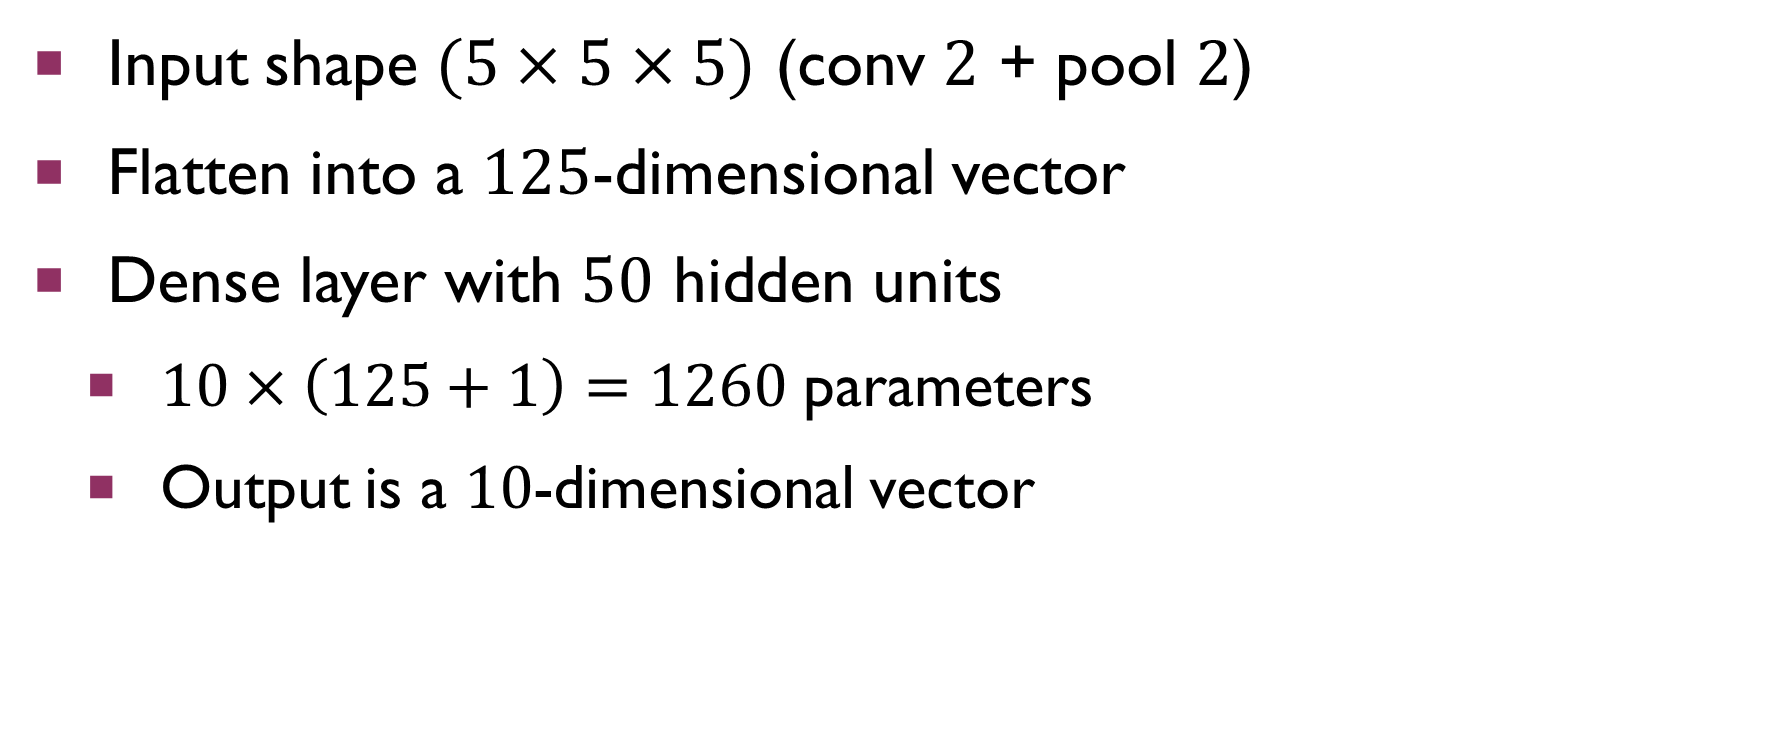 Input shape (5 × 5 × 5) (conv 2 + pool 2)
Flatten into a 125-dimensional vector
Dense layer with 50 hidden units
10 × (125 + 1) = 1260 parameters
Output is a 10-dimensional vector